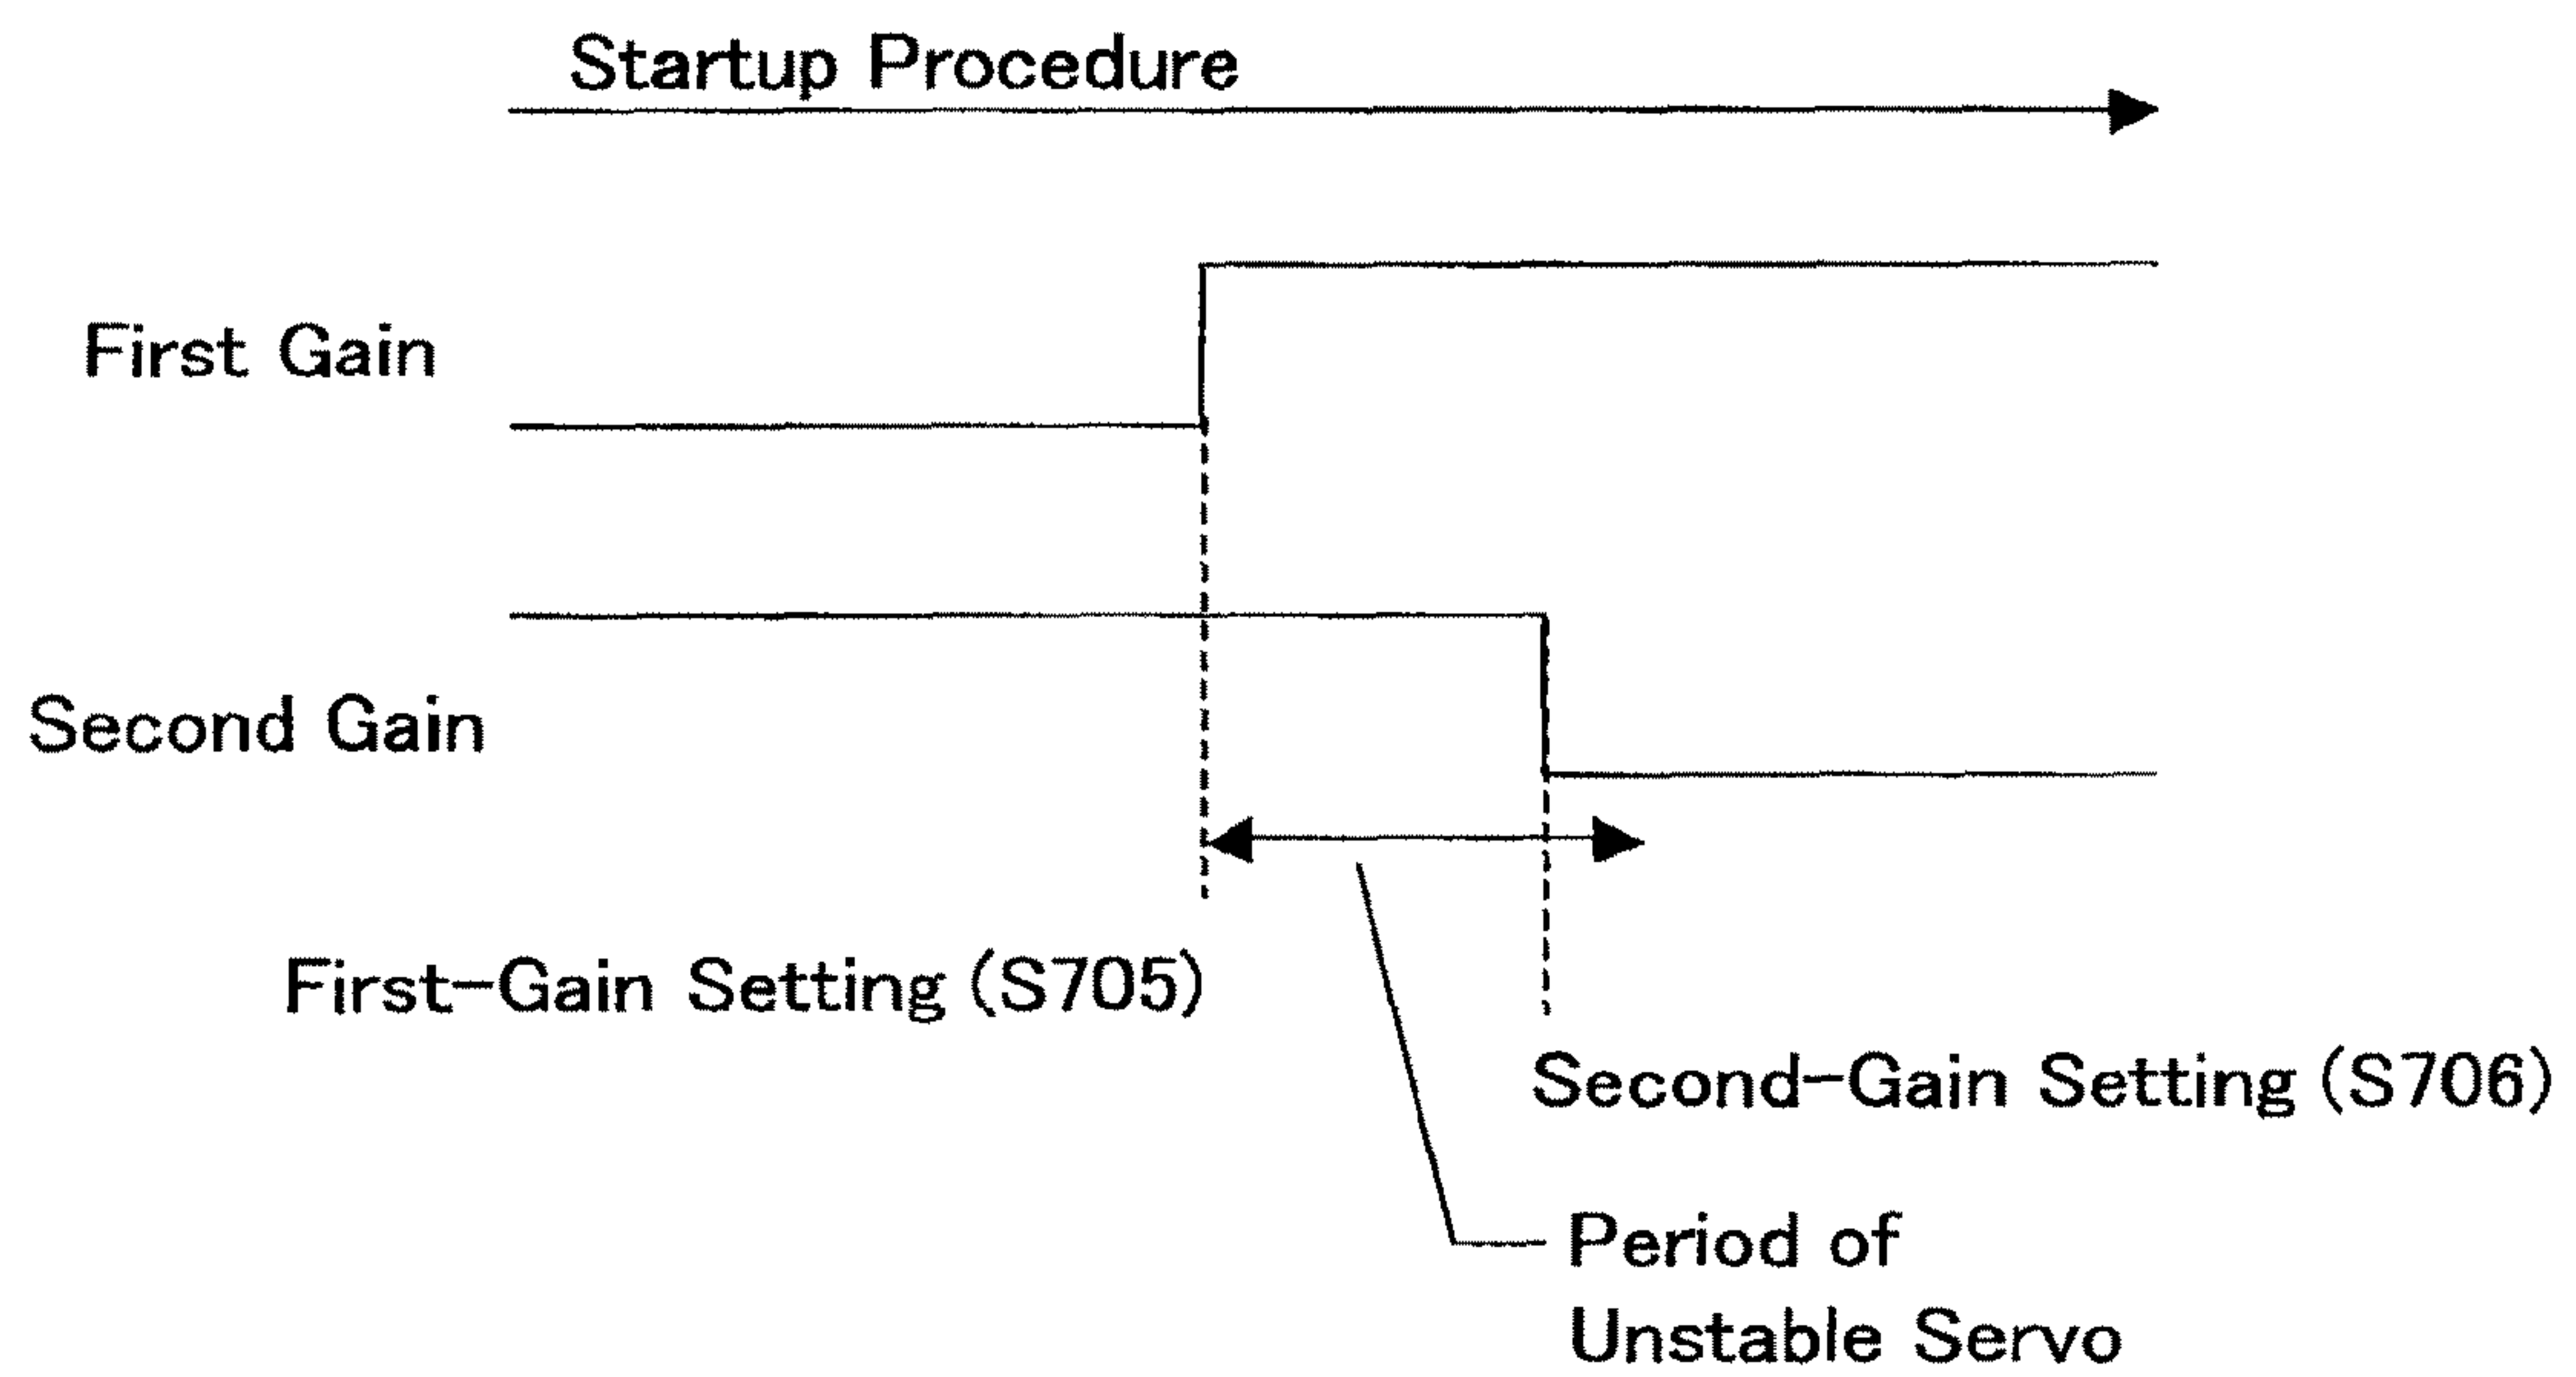 Startup Procedure
First Gain
Second Gain
First-Gain Setting (S705)
Second-Gain Setting (S706)
Period of
Unstable Servo